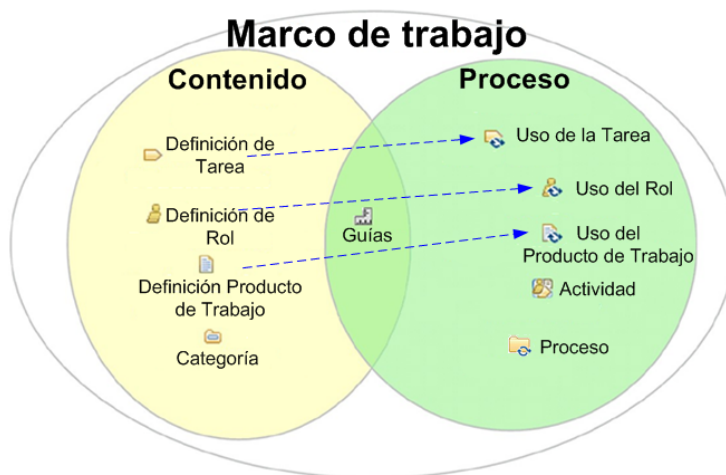 Marco de trabajo
Contenido
Proceso
Definición de
Tarea
Uso de la Tarea
Definición de
Rol
Uso del Rol
Guías
Uso del
Producto de Trabajo
Definición Producto
de Trabajo
Actividad
Categoría
Proceso